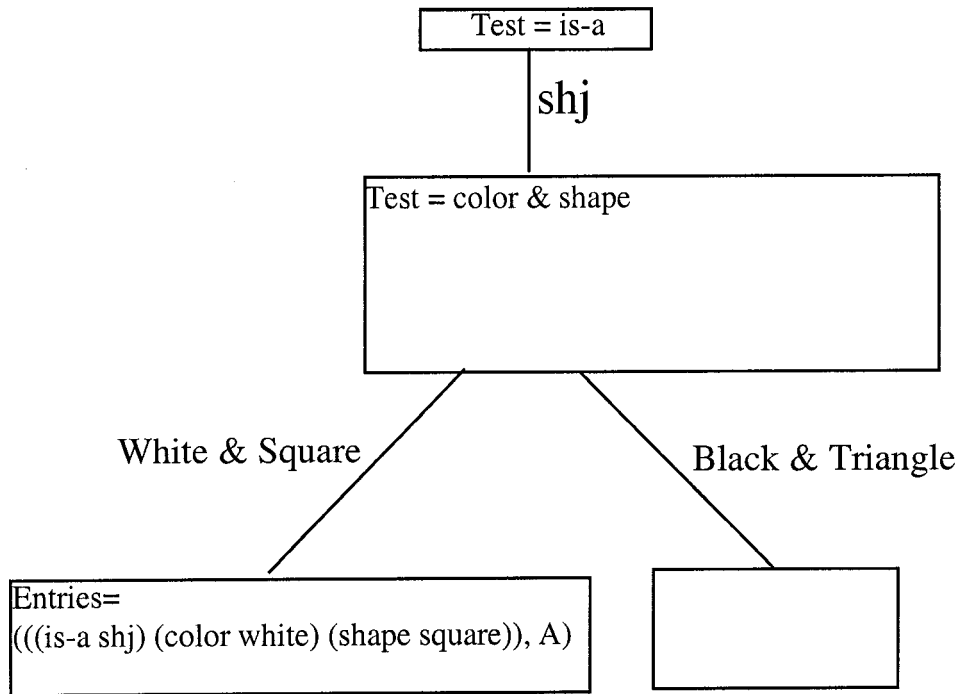 Test = is-a
shj
Test = color & shape
White & Square
Black & Triangle
Entries=
(((is-a shj) (color white) (shape square)), A)